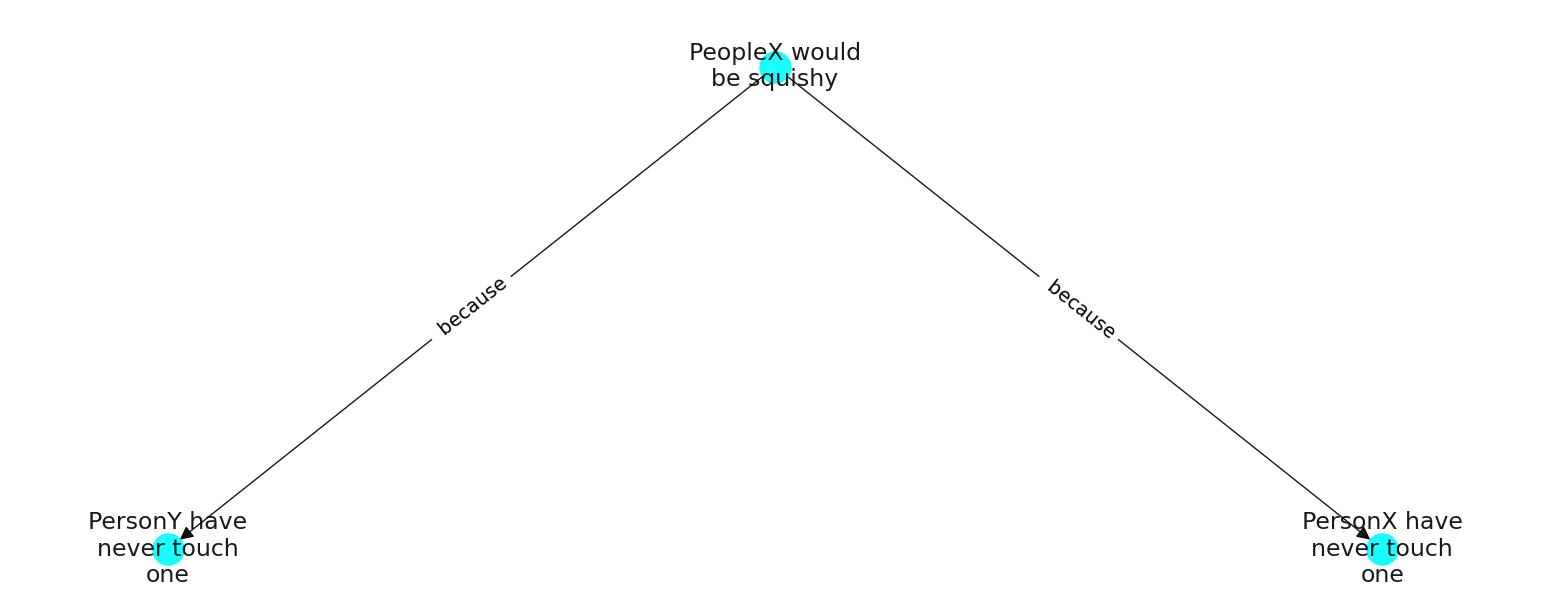 PeopleX would
be squishy
because
because
PersonY have
never touch
one
PersonX have
never touch
one